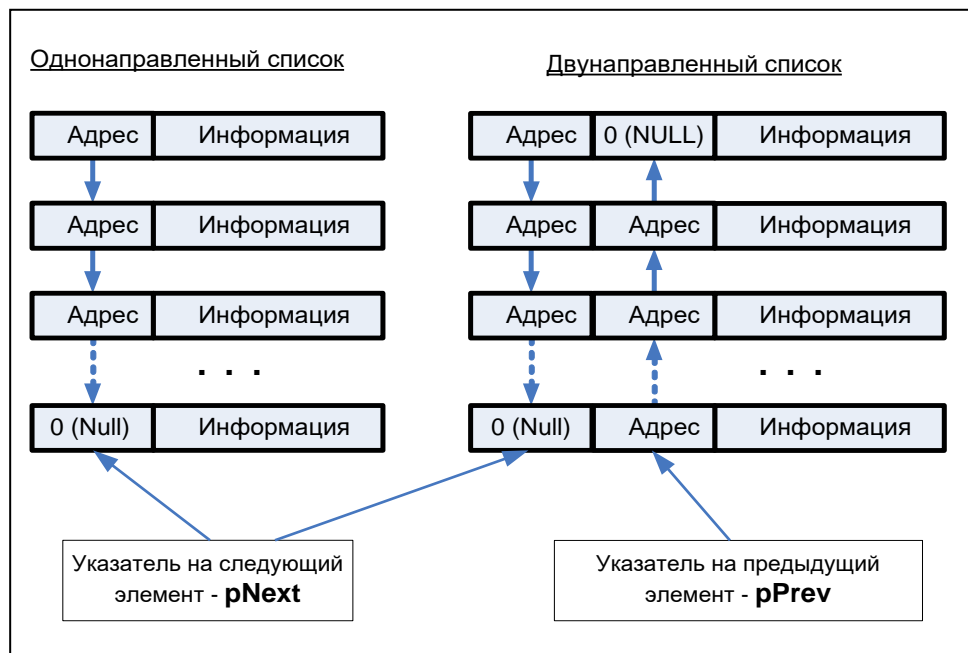 Однонаправленный список
Адрес Информация
Адрес Информация
Адрес Информация
. . .
0 (Null) Информация
Двунаправленный список
Адрес 0 (NULL) Информация
Адрес Адрес Информация
Адрес Адрес Информация
. . .
0 (Null) Адрес Информация
Указатель на следующий
элемент - pNext
Указатель на предыдущий
элемент - pPrev